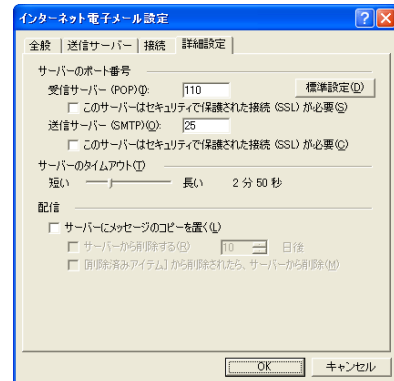 インターネット電子メール設定
全般 送信サーバー 接続 詳細設定
サーバーのポート番号
受信サーバー (POP)(I): 110 標準設定(D)
このサーバーはセキュリティで保護された接続 (SSL) が必要(S)
送信サーバー (SMTP)(O): 25
このサーバーはセキュリティで保護された接続 (SSL) が必要(C)
サーバーのタイムアウト(T)
短い 長い 2 分 50 秒
配信
サーバーにメッセージのコピーを置く(L)
サーバーから削除する(R) 10 日後
[削除済みアイテム] から削除されたら、サーバーから削除(M)
OK キャンセル